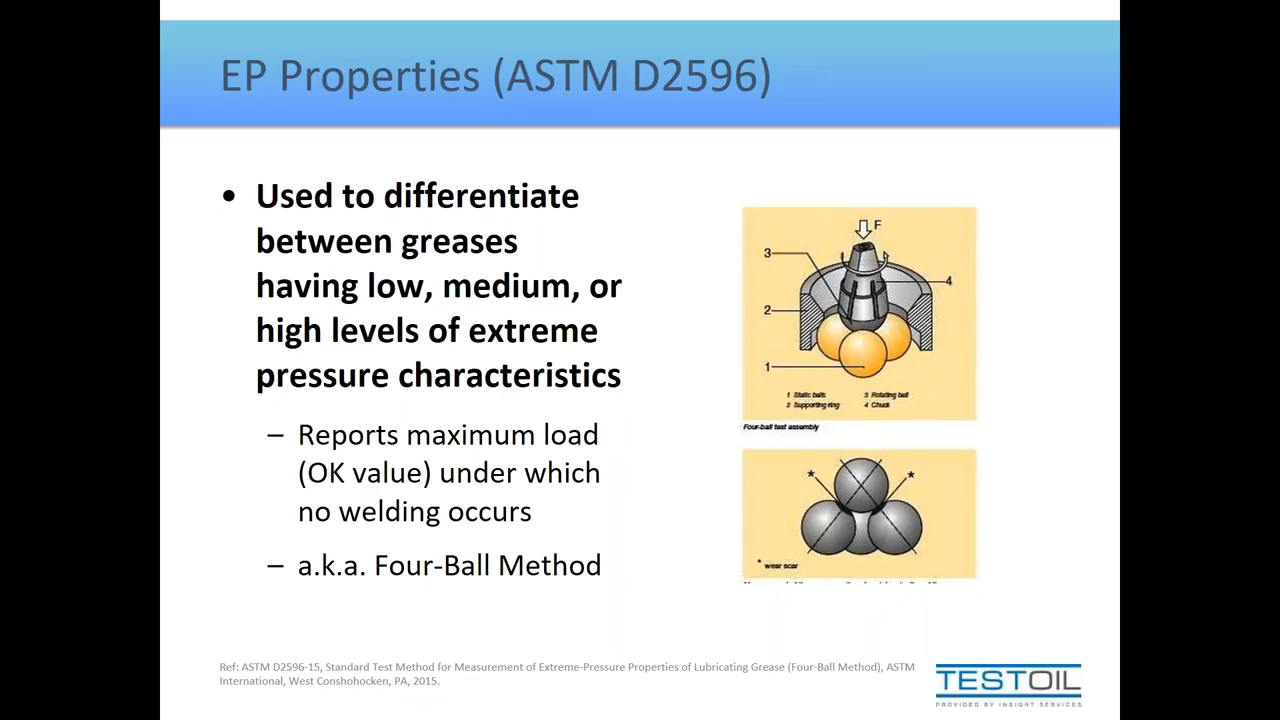 EP Properties (ASTM D2596)
• Used to differentiate
between greases
having low, medium, or
high levels of extreme
pressure characteristics
– Reports maximum load
(OK value) under which
no welding occurs
– a.k.a. Four-Ball Method
F
3
4
2
1
1 Static balls 3 Rotating ball
2 Supporting ring 4 Chuck
Four-ball test assembly
* *
* wear scar
Ref: ASTM D2596-15, Standard Test Method for Measurement of Extreme-Pressure Properties of Lubricating Grease (Four-Ball Method), ASTM
International, West Conshohocken, PA, 2015.
TESTOIL
PROVIDED BY INSIGHT SERVICES